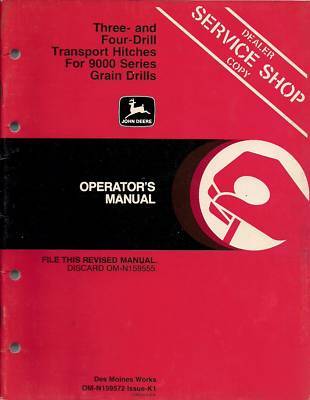 Three- and
Four-Drill
Transport Hitches
For 9000 Series
Grain Drills
DEALER
SERVICE SHOP
COPY
JOHN DEERE
OPERATOR'S
MANUAL
FILE THIS REVISED MANUAL.
DISCARD OM-N159555.
Des Moines Works
OM-N159572 Issue-K1